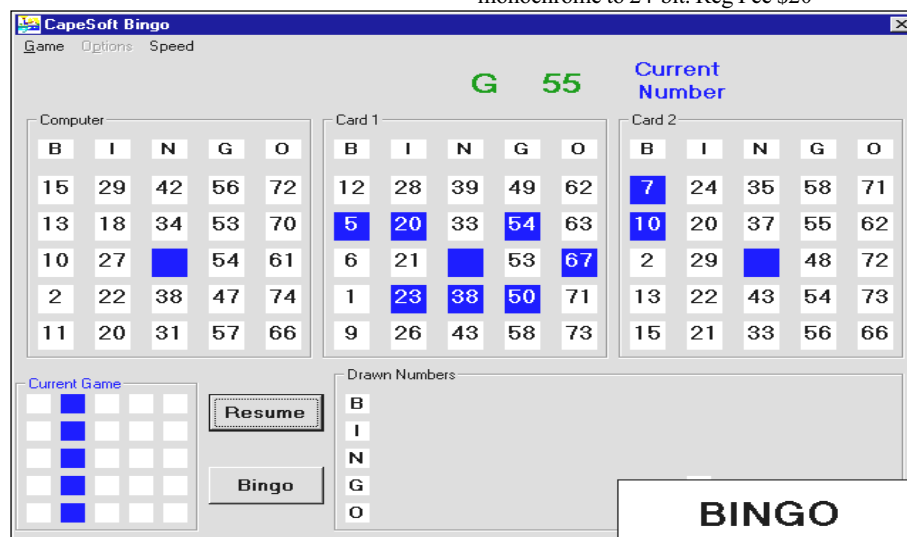 monochrome to 24-bit. Reg Fee $20
CapeSoft Bingo
Game Options Speed
G 55 Current Number
Computer Card 1 Card 2
B I N G O B I N G O B I N G O
15 29 42 56 72 12 28 39 49 62 7 24 35 58 71
13 18 34 53 70 5 20 33 54 63 10 20 37 55 62
10 27 54 61 6 21 53 67 2 29 48 72
2 22 38 47 74 1 23 38 50 71 13 22 43 54 73
11 20 31 57 66 9 26 43 58 73 15 21 33 56 66
Current Game Drawn Numbers
Resume
Bingo
B
I
N
G
O
BINGO